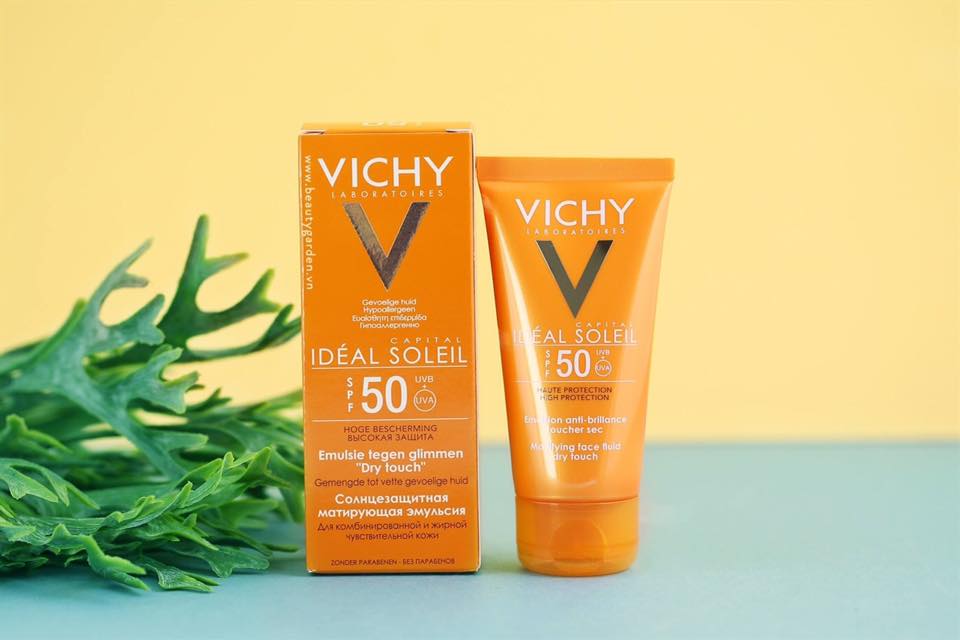 VICHY
LABORATOIRES
www.beautygarden.vn
Gevoelige huid
Hypoallergeen
Ευαίσθητη επιδερμίδα
Гипоаллергенно
CAPITAL
IDÉAL SOLEIL
SPF 50 UVB + UVA
HOGE BESCHERMING
ВЫСОКАЯ ЗАЩИТА
Emulsie tegen glimmen
"Dry touch"
Gemengde tot vette gevoelige huid
Солнцезащитная
матирующая эмульсия
Для комбинированной и жирной
чувствительной кожи
ZONDER PARABENEN - БЕЗ ПАРАБЕНОВ
VICHY
LABORATOIRES
CAPITAL
IDÉAL SOLEIL
SPF 50 UVB + UVA
HAUTE PROTECTION
HIGH PROTECTION
Emulsion anti-brillance
toucher sec
Mattifying face fluid
dry touch